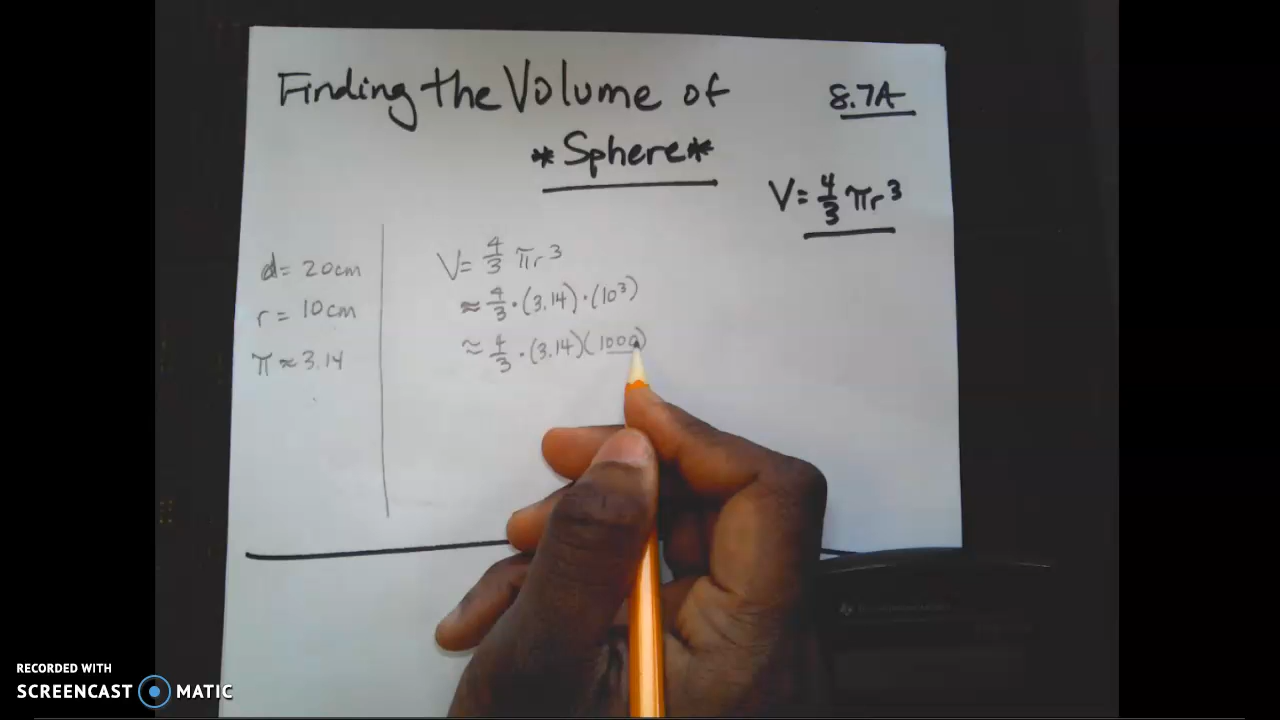 Finding the Volume of
*Sphere*
8.7A
V = 4/3 πr³
d = 20cm
r = 10cm
π ≈ 3.14
V = 4/3 πr³
≈ 4/3 · (3.14) · (10³)
≈ 4/3 · (3.14)(1000)
RECORDED WITH
SCREENCAST MATIC